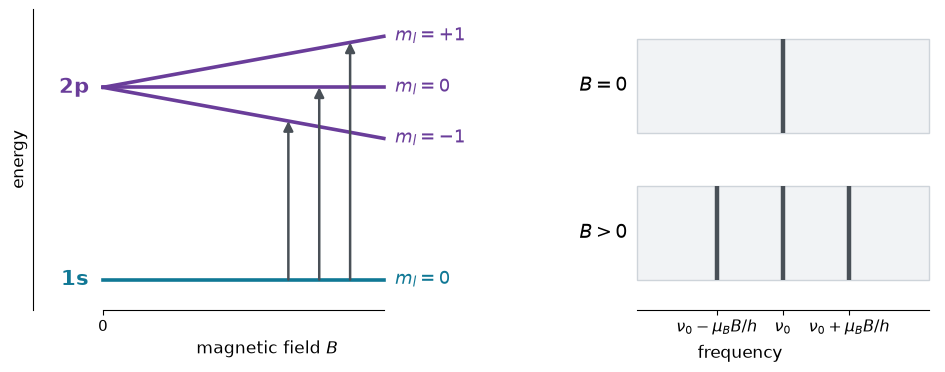 energy
2p
1s
m_l = +1
m_l = 0
m_l = −1
m_l = 0
0
magnetic field B
B = 0
B > 0
ν₀ − μ_B B/h
ν₀
ν₀ + μ_B B/h
frequency